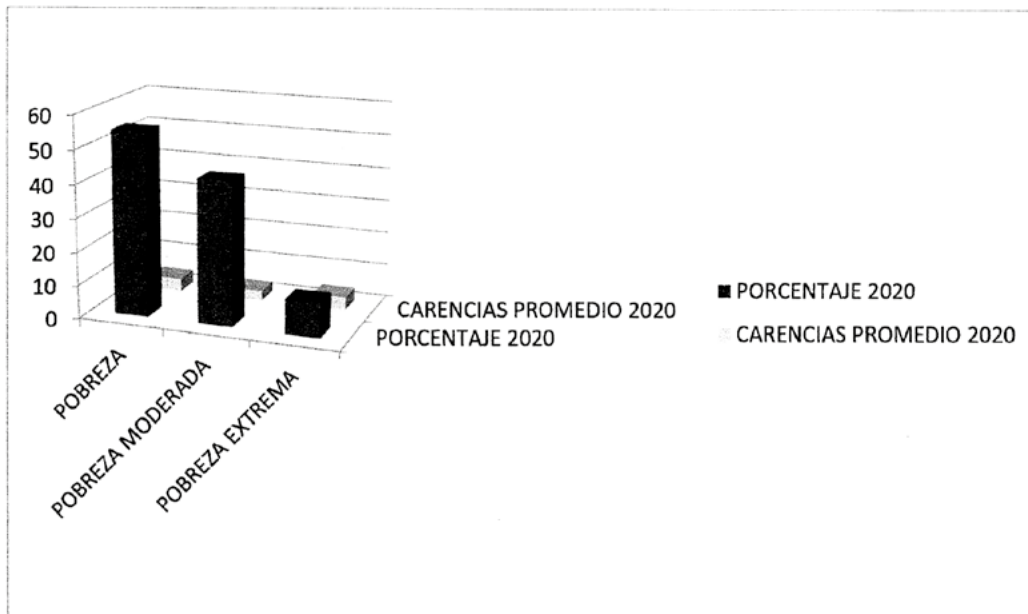 60
50
40
30
20
10
0
POBREZA
POBREZA MODERADA
POBREZA EXTREMA
CARENCIAS PROMEDIO 2020
PORCENTAJE 2020
PORCENTAJE 2020
CARENCIAS PROMEDIO 2020